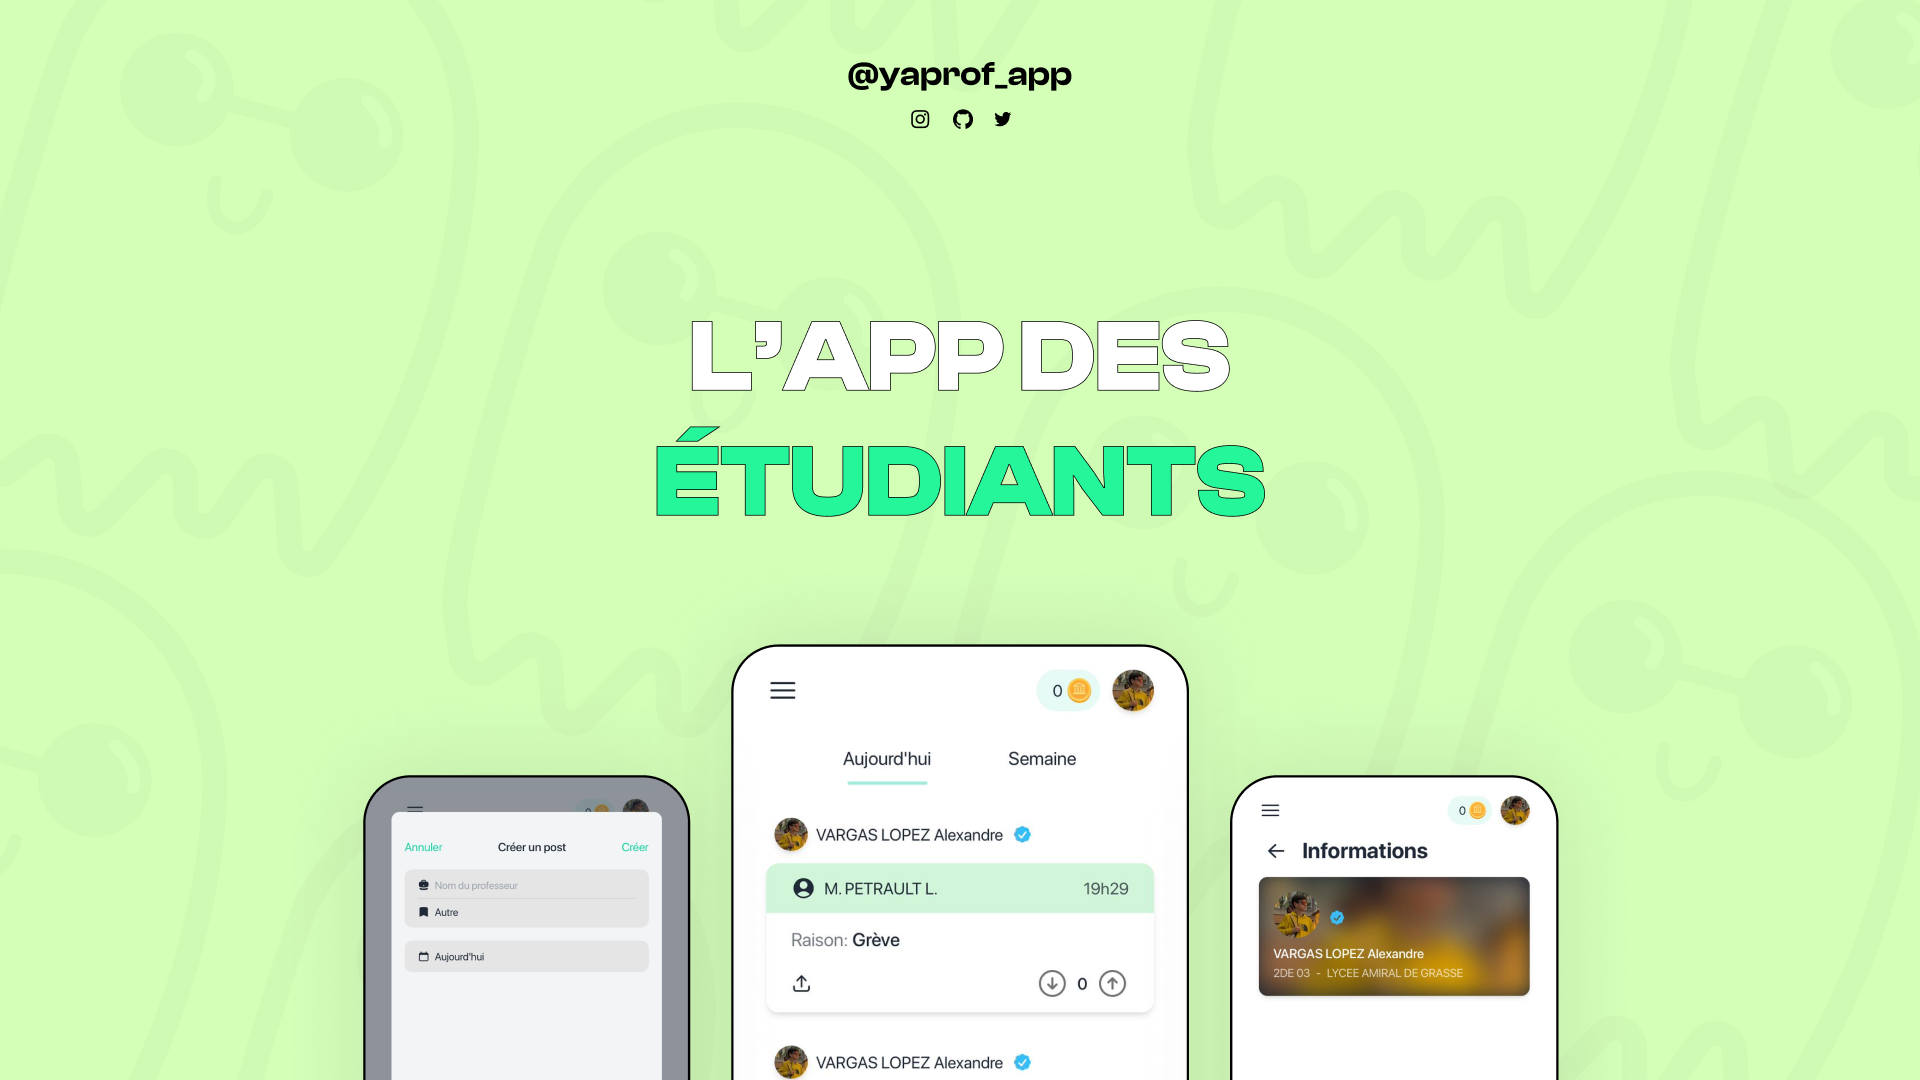 @yaprof_app
L’APP DES
ÉTUDIANTS
0
Annuler
Créer un post
Créer
Nom du professeur
Autre
Aujourd'hui
0
Aujourd'hui
Semaine
VARGAS LOPEZ Alexandre
M. PETRAULT L.
19h29
Raison: Grève
0
VARGAS LOPEZ Alexandre
0
Informations
VARGAS LOPEZ Alexandre
2DE 03 - LYCEE AMIRAL DE GRASSE